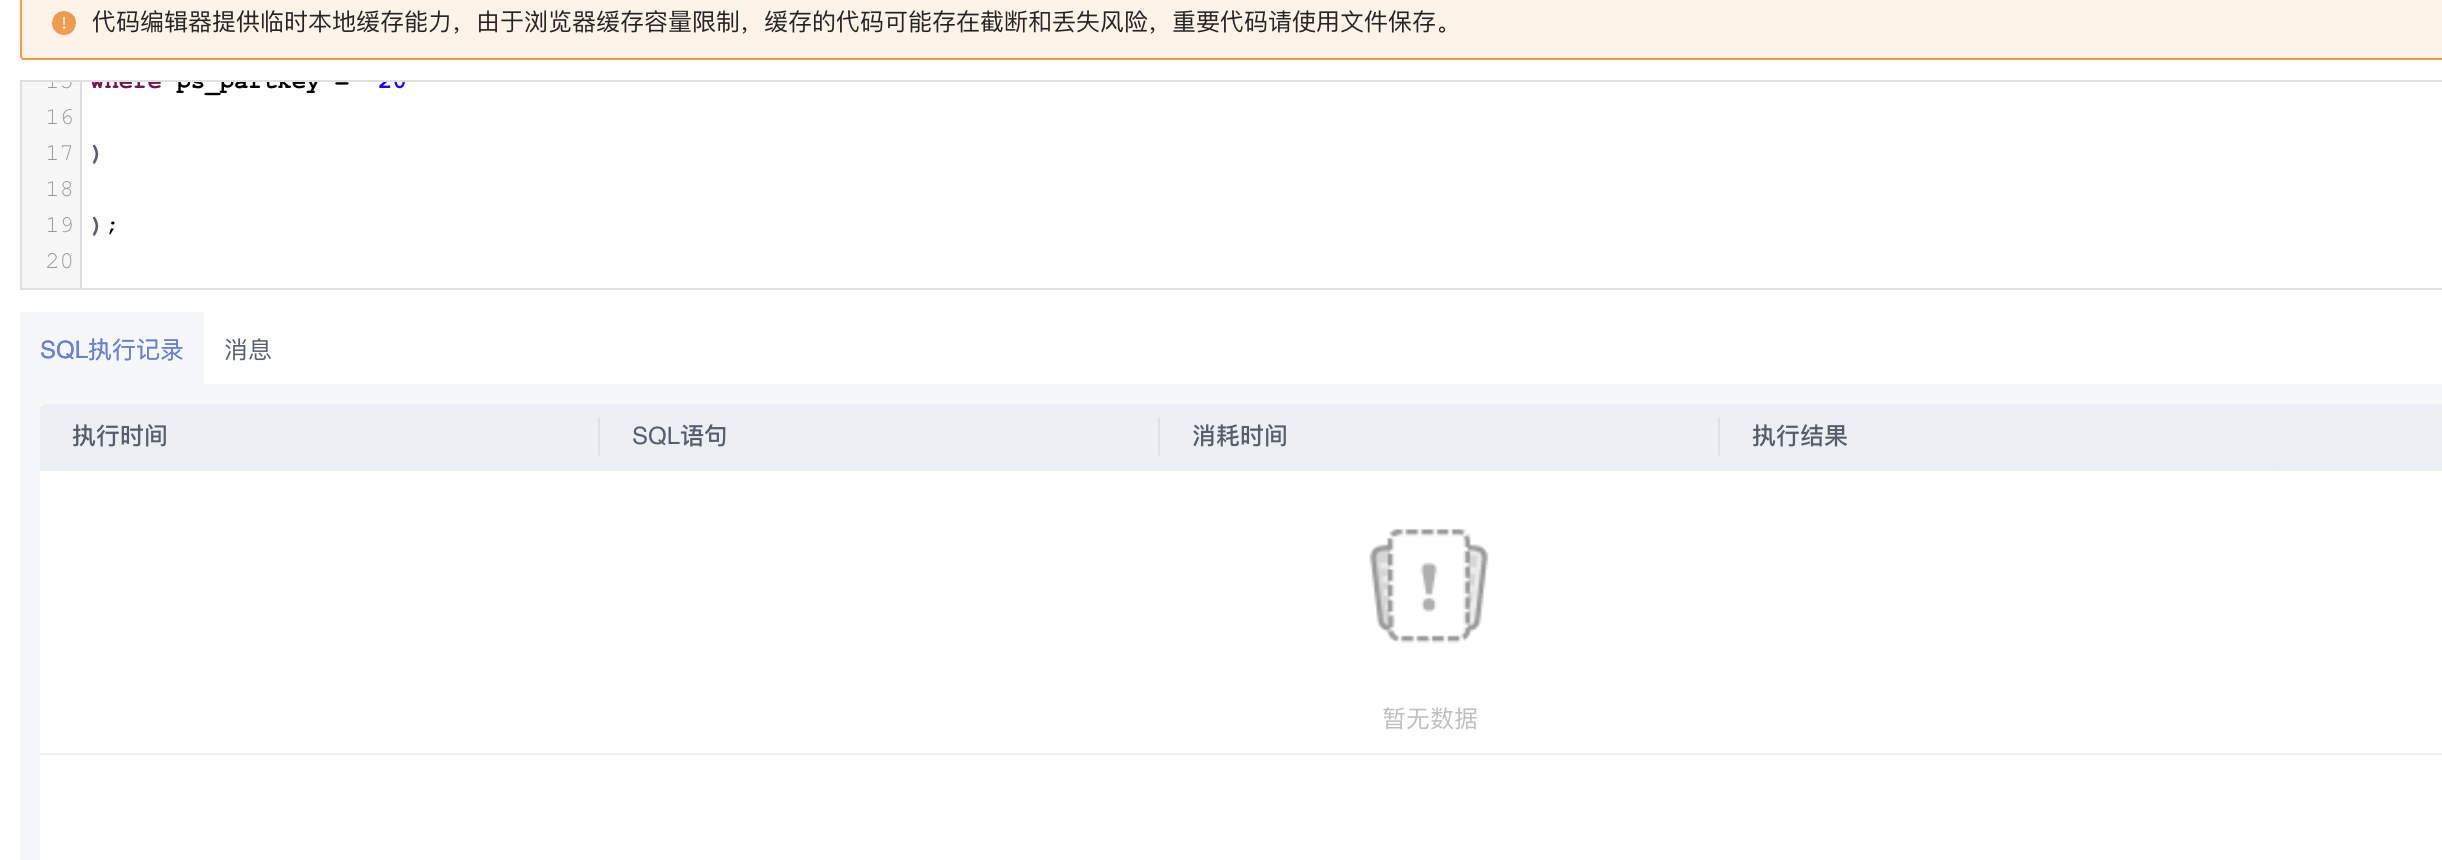 代码编辑器提供临时本地缓存能力，由于浏览器缓存容量限制，缓存的代码可能存在截断和丢失风险，重要代码请使用文件保存。
15 where ps_partkey = 20
16
17 )
18
19 );
20
SQL执行记录 消息
执行时间 SQL语句 消耗时间 执行结果
暂无数据